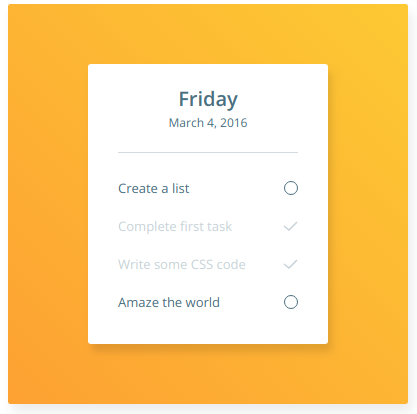 Friday
March 4, 2016
Create a list
Complete first task
Write some CSS code
Amaze the world